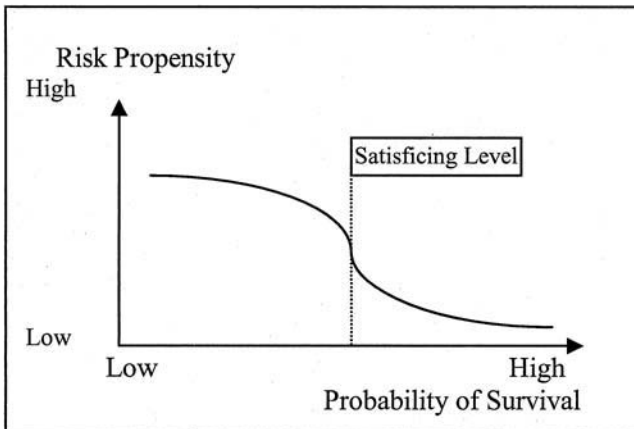 Risk Propensity
High
Satisficing Level
Low
Low High
Probability of Survival